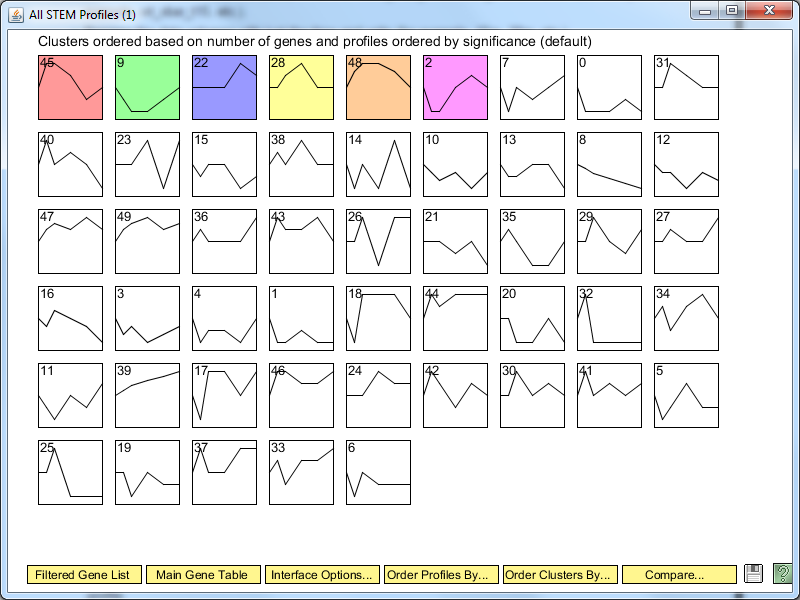 All STEM Profiles (1)
Clusters ordered based on number of genes and profiles ordered by significance (default)
45 9 22 28 48 2 7 0 31
40 23 15 38 14 10 13 8 12
47 49 36 43 26 21 35 29 27
16 3 4 1 18 44 20 32 34
11 39 17 46 24 42 30 41 5
25 19 37 33 6
Filtered Gene List Main Gene Table Interface Options... Order Profiles By... Order Clusters By... Compare... ?